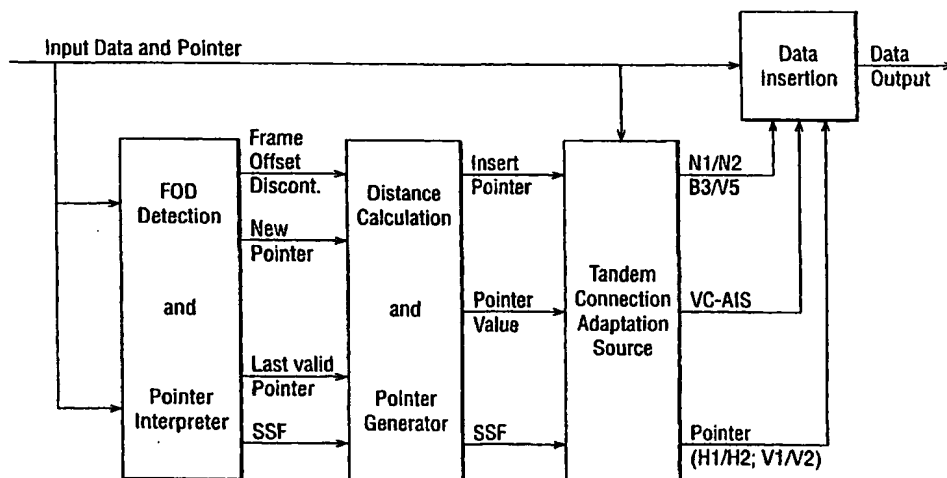 Input Data and Pointer
Data
Insertion
Data
Output
FOD
Detection
and
Pointer
Interpreter
Frame
Offset
Discont.
New
Pointer
Last valid
Pointer
SSF
Distance
Calculation
and
Pointer
Generator
Insert
Pointer
Pointer
Value
SSF
Tandem
Connection
Adaptation
Source
N1/N2
B3/V5
VC-AIS
Pointer
(H1/H2; V1/V2)